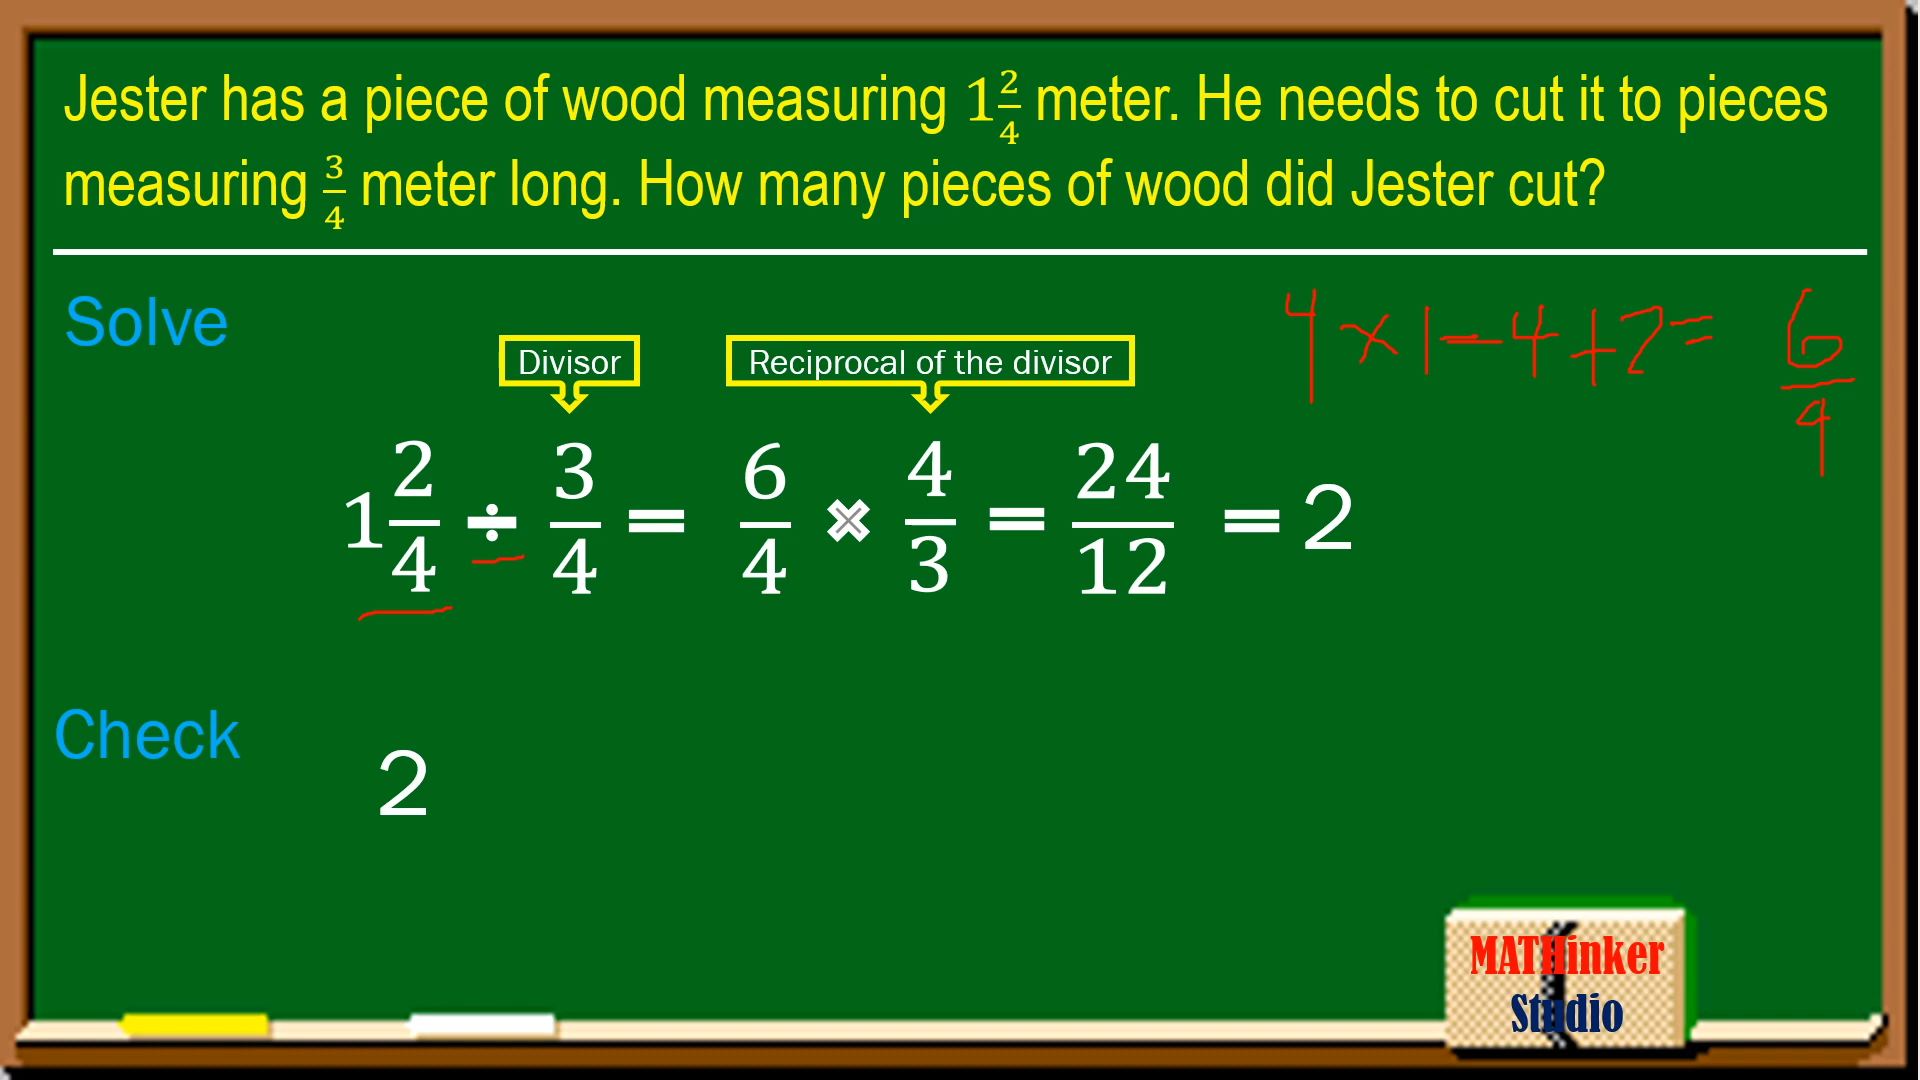 Jester has a piece of wood measuring 1 2/4 meter. He needs to cut it to pieces
measuring 3/4 meter long. How many pieces of wood did Jester cut?
Solve
4 × 1 = 4 + 2 = 6/4
Divisor
Reciprocal of the divisor
1 2/4 ÷ 3/4 = 6/4 × 4/3 = 24/12 = 2
Check
2
MATHinker
Studio